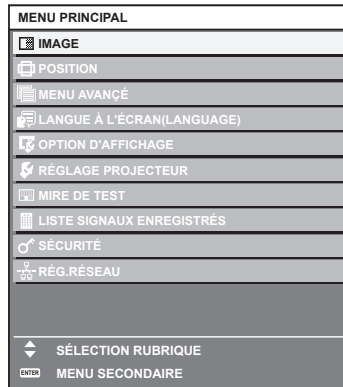 MENU PRINCIPAL
IMAGE
POSITION
MENU AVANÇÉ
LANGUE À L'ÉCRAN(LANGUAGE)
OPTION D'AFFICHAGE
RÉGLAGE PROJECTEUR
MIRE DE TEST
LISTE SIGNAUX ENREGISTRÉS
SÉCURITÉ
RÉG.RÉSEAU
SÉLECTION RUBRIQUE
ENTER MENU SECONDAIRE